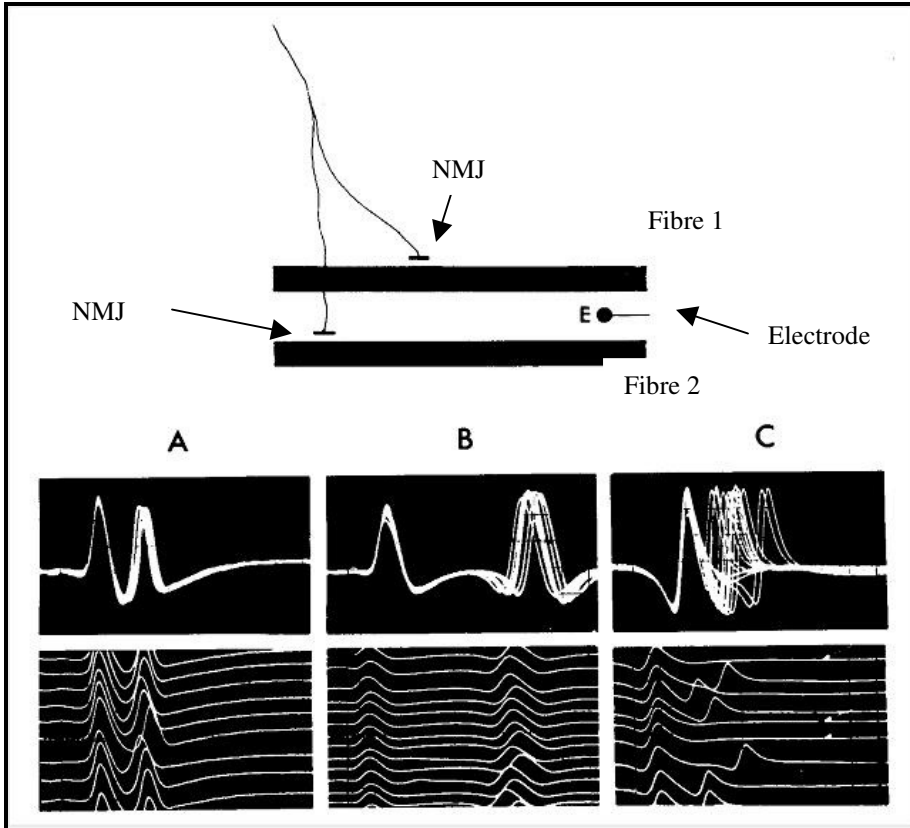 NMJ
Fibre 1
NMJ
E
Electrode
Fibre 2
A B C